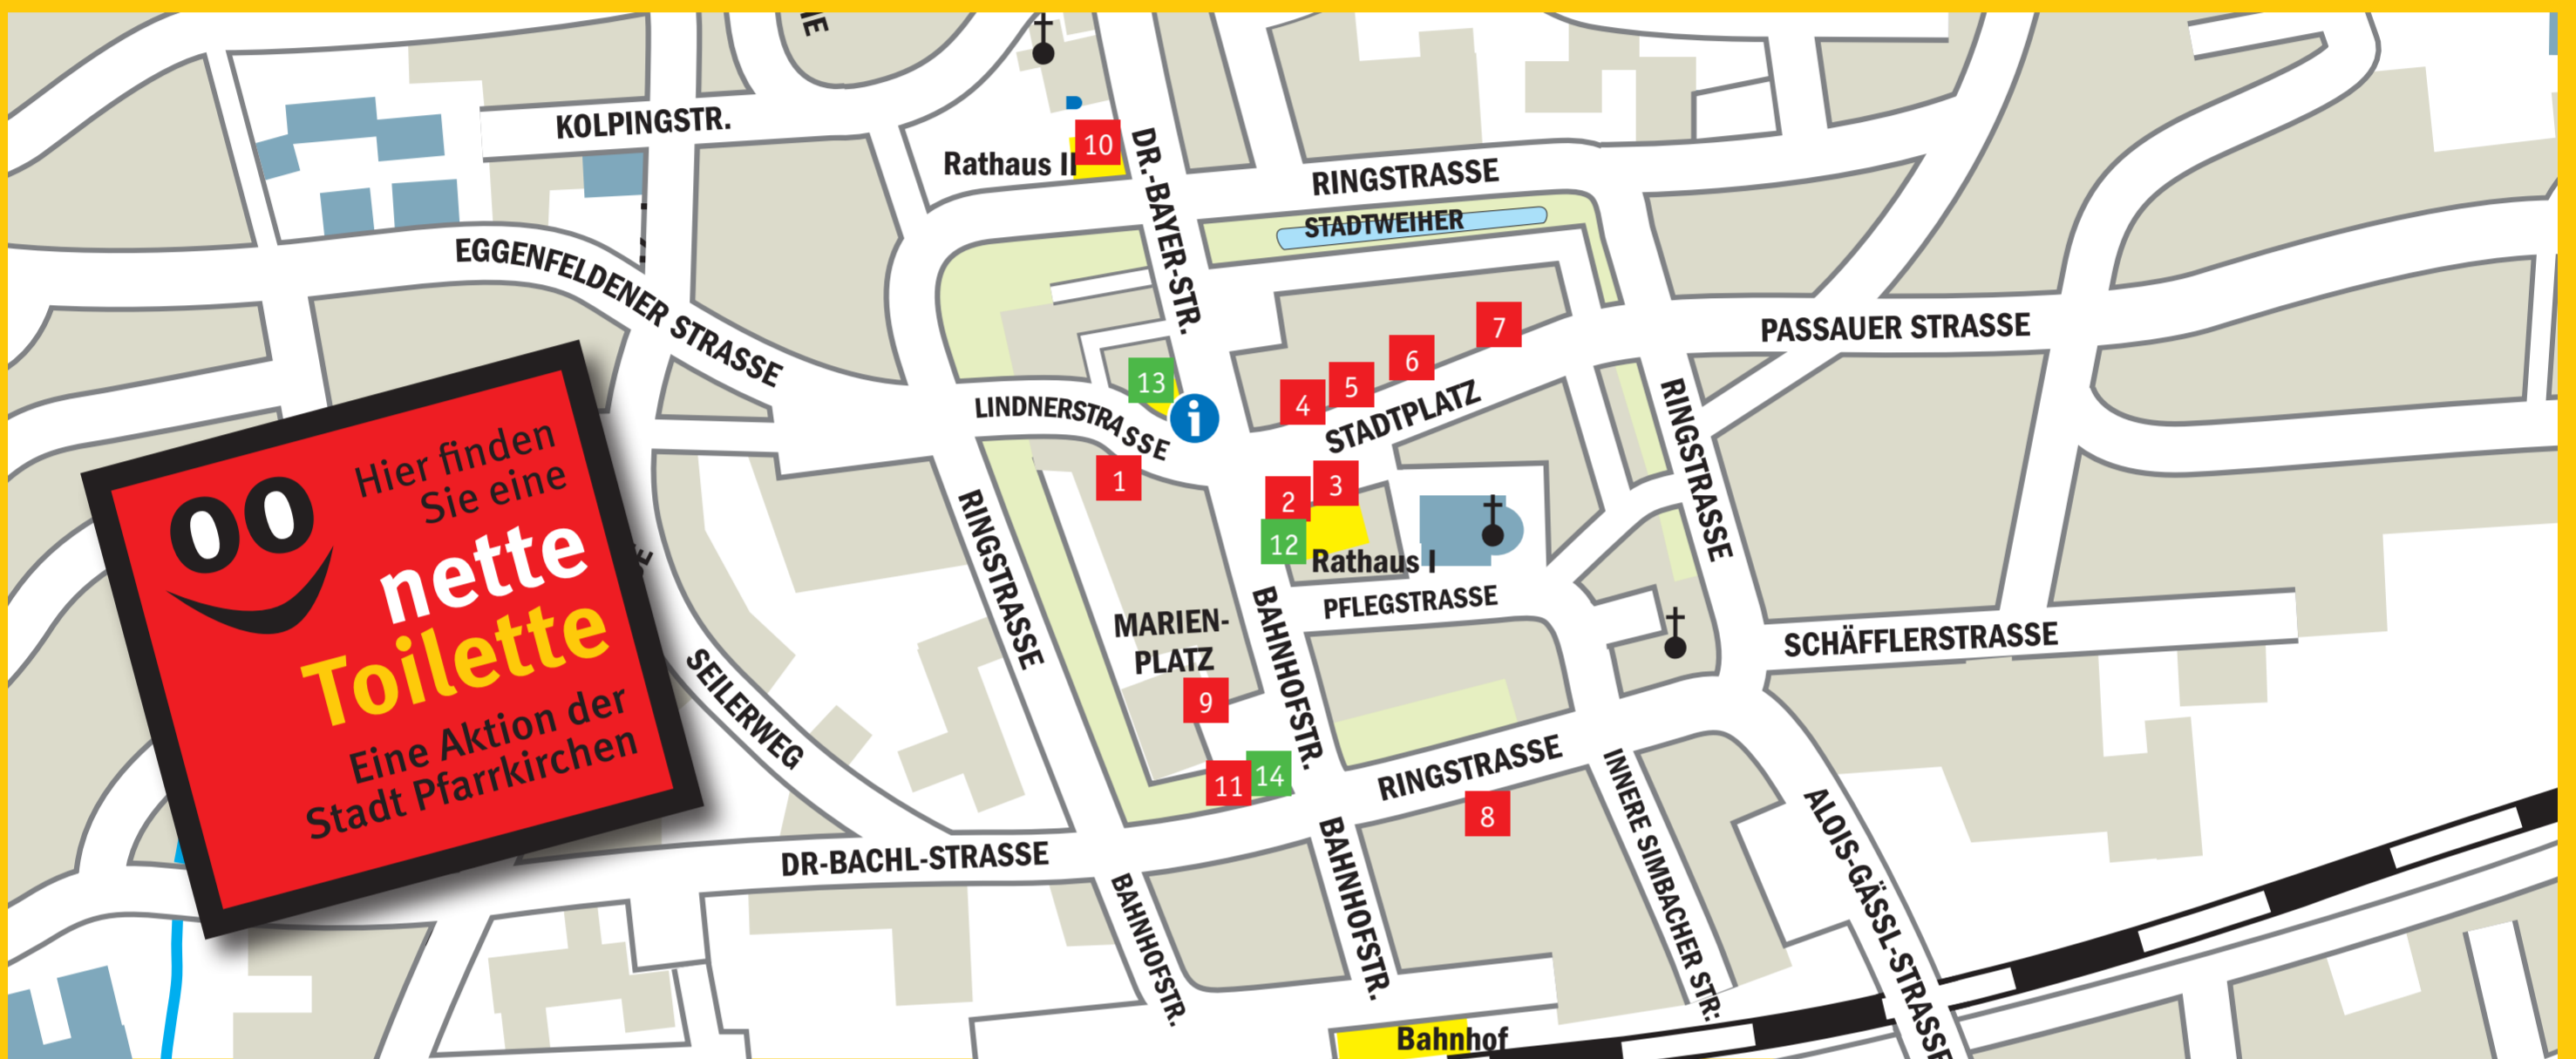 KOLPINGSTR.
Rathaus II
10
DR.-BAYER-STR.
RINGSTRASSE
STADTWEIHER
EGGENFELDENER STRASSE
PASSAUER STRASSE
7
6
5
4
STADTPLATZ
13
i
LINDNERSTRASSE
1
3
2
12
Rathaus I
RINGSTRASSE
RINGSTRASSE
PFLEGSTRASSE
BAHNHOFSTR.
MARIEN-
PLATZ
9
SCHÄFFLERSTRASSE
SEILERWEG
11
14
RINGSTRASSE
8
INNERE SIMBACHER STR:
ALOIS-GÄSSL-STRASSE
DR-BACHL-STRASSE
BAHNHOFSTR.
BAHNHOFSTR.
Bahnhof
Hier finden
Sie eine
nette
Toilette
Eine Aktion der
Stadt Pfarrkirchen